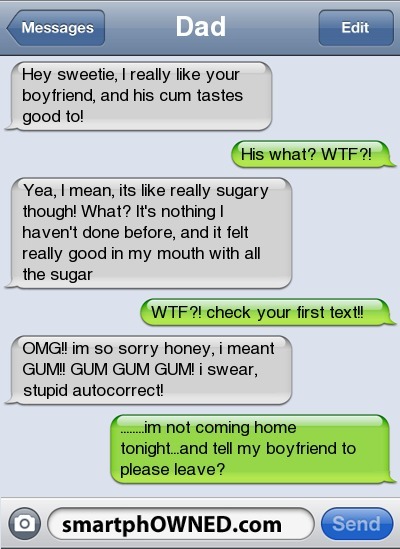 Messages
Dad
Edit
Hey sweetie, I really like your
boyfriend, and his cum tastes
good to!
His what? WTF?!
Yea, I mean, its like really sugary
though! What? It's nothing I
haven't done before, and it felt
really good in my mouth with all
the sugar
WTF?! check your first text!!
OMG!! im so sorry honey, i meant
GUM!! GUM GUM GUM! i swear,
stupid autocorrect!
........im not coming home
tonight...and tell my boyfriend to
please leave?
smartphOWNED.com
Send